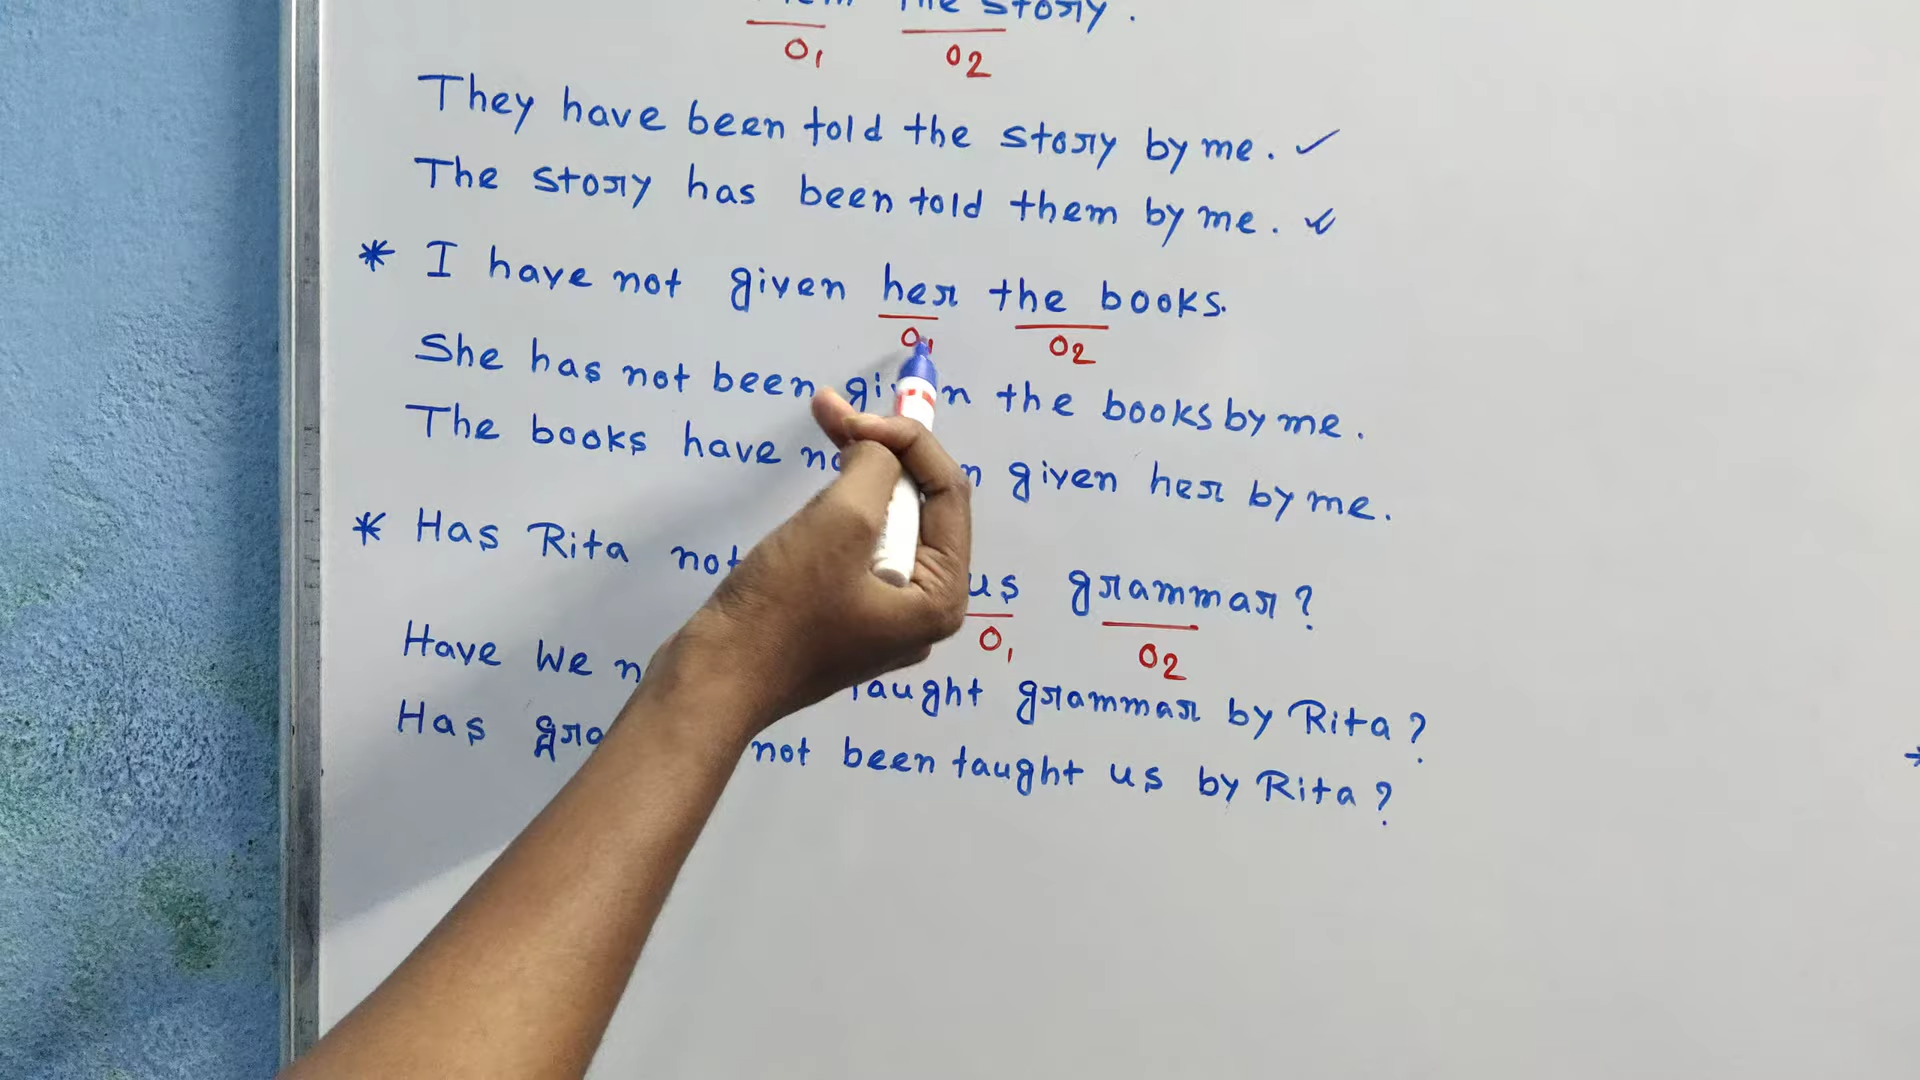 the story.
O1 O2
They have been told the story by me. ✓
The story has been told them by me. ✓
* I have not given her the books.
O1 O2
She has not been given the books by me.
The books have given her by me.
* Has Rita not us grammar?
O1 O2
Have We taught grammar by Rita?
Has not been taught us by Rita?